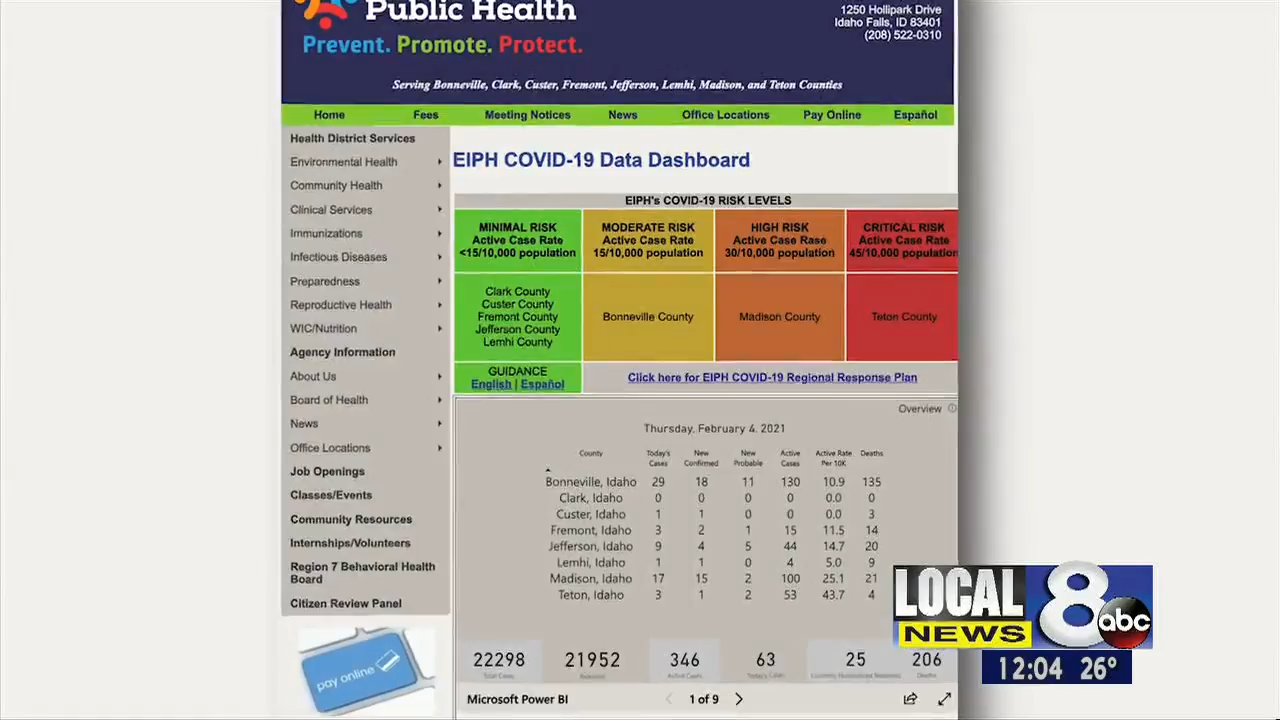 Public Health
Prevent. Promote. Protect.
1250 Hollipark Drive
Idaho Falls, ID 83401
(208) 522-0310
Serving Bonneville, Clark, Custer, Fremont, Jefferson, Lemhi, Madison, and Teton Counties
Home Fees Meeting Notices News Office Locations Pay Online Español
Health District Services
Environmental Health
Community Health
Clinical Services
Immunizations
Infectious Diseases
Preparedness
Reproductive Health
WIC/Nutrition
Agency Information
About Us
Board of Health
News
Office Locations
Job Openings
Classes/Events
Community Resources
Internships/Volunteers
Region 7 Behavioral Health
Board
Citizen Review Panel
pay online
EIPH COVID-19 Data Dashboard
EIPH's COVID-19 RISK LEVELS
MINIMAL RISK
Active Case Rate
<15/10,000 population
MODERATE RISK
Active Case Rate
15/10,000 population
HIGH RISK
Active Case Rase
30/10,000 population
CRITICAL RISK
Active Case Rate
45/10,000 population
Clark County
Custer County
Fremont County
Jefferson County
Lemhi County
Bonneville County
Madison County
Teton County
GUIDANCE
English | Español
Click here for EIPH COVID-19 Regional Response Plan
Overview
Thursday, February 4, 2021
County Today's Cases New Confirmed New Probable Active Cases Active Rate Per 10K Deaths
Bonneville, Idaho 29 18 11 130 10.9 135
Clark, Idaho 0 0 0 0 0.0 0
Custer, Idaho 1 1 0 0 0.0 3
Fremont, Idaho 3 2 1 15 11.5 14
Jefferson, Idaho 9 4 5 44 14.7 20
Lemhi, Idaho 1 1 0 4 5.0 9
Madison, Idaho 17 15 2 100 25.1 21
Teton, Idaho 3 1 2 53 43.7 4
22298 21952 346 63 25 206
Total Cases Active Cases Today's Cases Deaths
Microsoft Power BI
1 of 9
LOCAL
NEWS
8
abc
12:04 26°